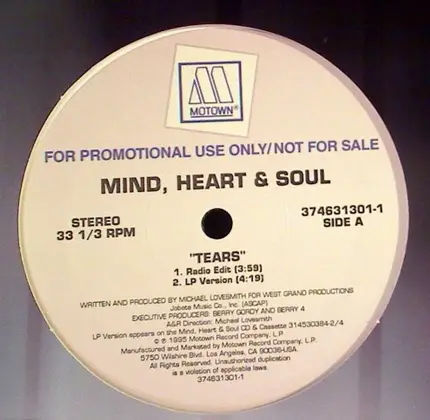 MOTOWN®
FOR PROMOTIONAL USE ONLY/NOT FOR SALE
MIND, HEART & SOUL
STEREO
33 1/3 RPM
374631301-1
SIDE A
"TEARS"
1. Radio Edit (3:59)
2. LP Version (4:19)
WRITTEN AND PRODUCED BY MICHAEL LOVESMITH FOR WEST GRAND PRODUCTIONS
Jobete Music Co., Inc. (ASCAP)
EXECUTIVE PRODUCERS: BERRY GORDY AND BERRY 4
A&R Direction: Michael Lovesmith
LP Version appears on the Mind, Heart & Soul CD & Cassette 314530384-2/4
© ℗ 1995 Motown Record Company, L.P.
Manufactured and Marketed by Motown Record Company, L.P.
5750 Wilshire Blvd. Los Angeles, CA 90036-USA.
All Rights Reserved. Unauthorized duplication
is a violation of applicable laws.
374631301-1